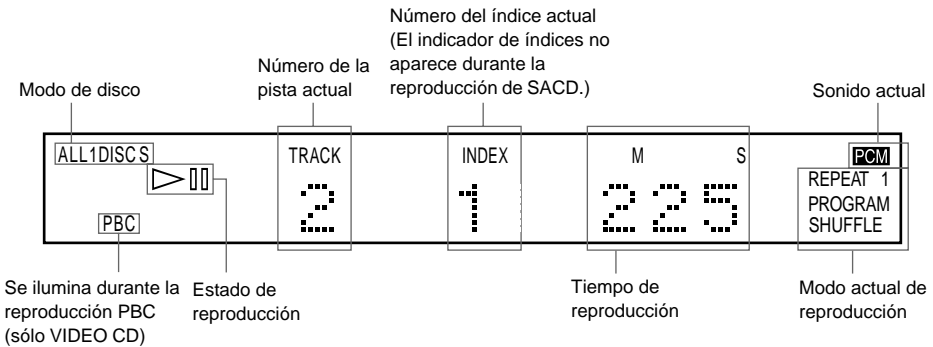 Número del índice actual
(El indicador de índices no
aparece durante la
reproducción de SACD.)
Número de la
pista actual
Modo de disco
Sonido actual
ALL1DISCS
TRACK
INDEX
M
S
PCM
REPEAT 1
PROGRAM
SHUFFLE
2
1
225
PBC
Se ilumina durante la
reproducción PBC
(sólo VIDEO CD)
Estado de
reproducción
Tiempo de
reproducción
Modo actual de
reproducción